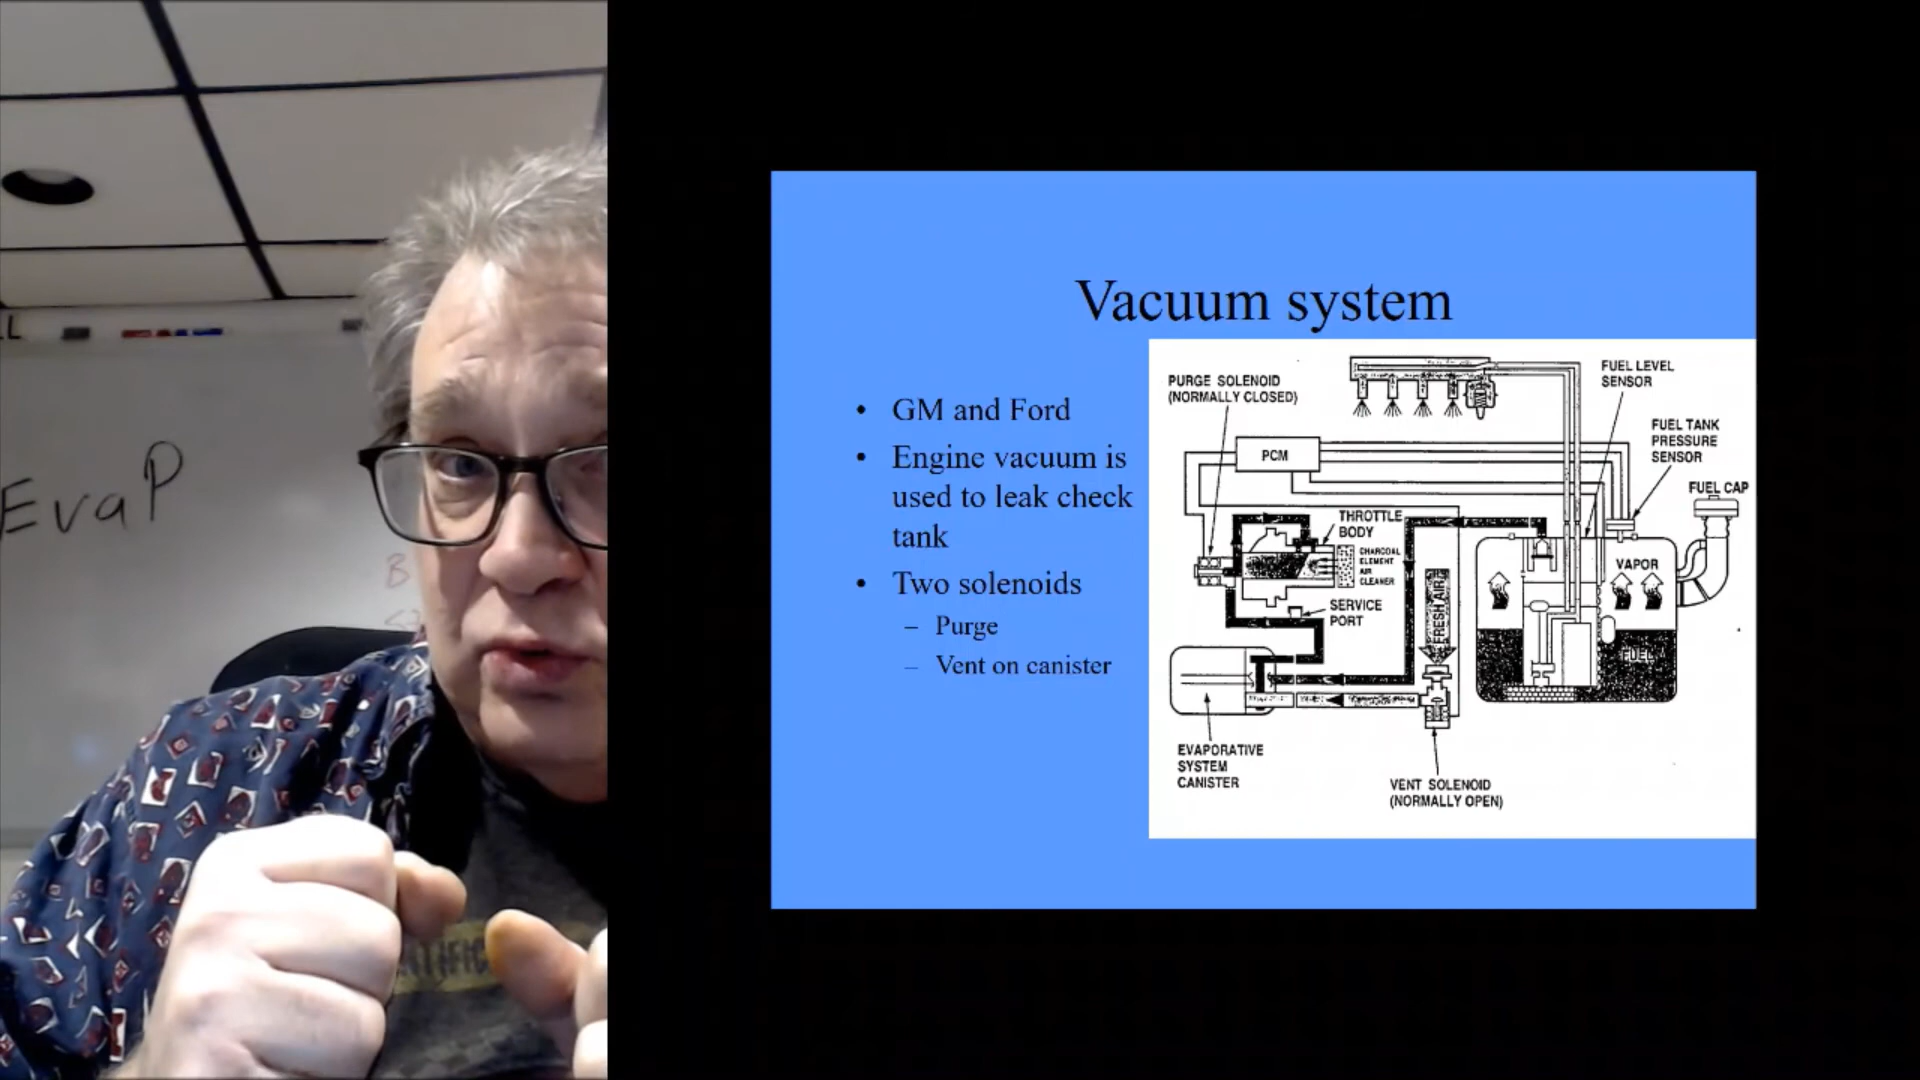 EvaP
Vacuum system
• GM and Ford
• Engine vacuum is
used to leak check
tank
• Two solenoids
– Purge
– Vent on canister
PURGE SOLENOID
(NORMALLY CLOSED)
FUEL LEVEL
SENSOR
FUEL TANK
PRESSURE
SENSOR
PCM
FUEL CAP
THROTTLE
BODY
CHARCOAL
ELEMENT
AIR
CLEANER
VAPOR
SERVICE
PORT
FRESH AIR
FUEL
EVAPORATIVE
SYSTEM
CANISTER
VENT SOLENOID
(NORMALLY OPEN)